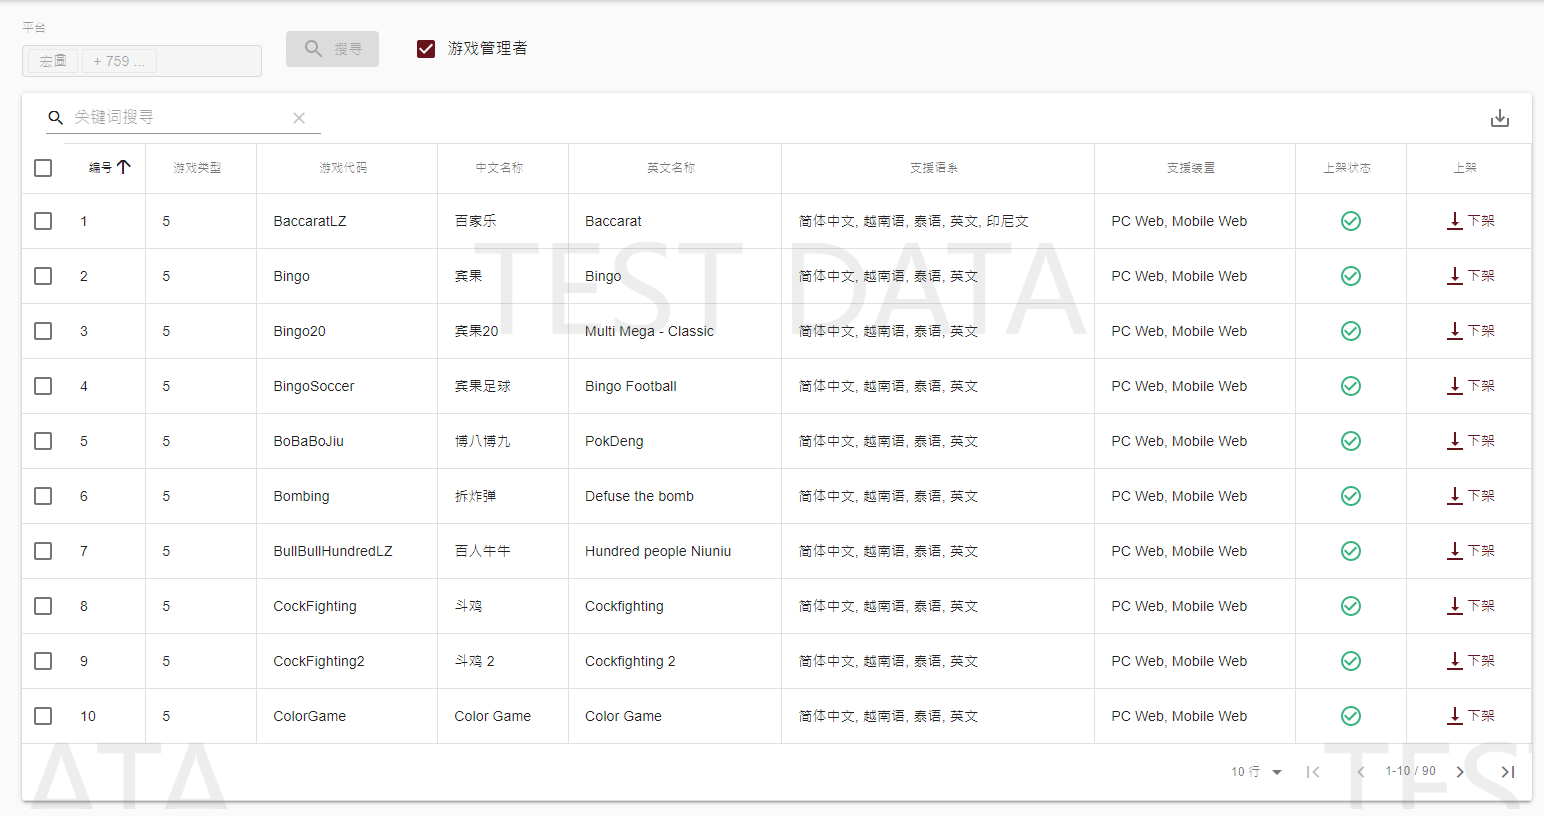 平台
宏圖 + 759 ... 搜寻 游戏管理者
关键词搜寻
编号 游戏类型 游戏代码 中文名称 英文名称 支援语系 支援装置 上架状态 上架
1 5 BaccaratLZ 百家乐 Baccarat 简体中文, 越南语, 泰语, 英文, 印尼文 PC Web, Mobile Web 下架
2 5 Bingo 宾果 Bingo 简体中文, 越南语, 泰语, 英文 PC Web, Mobile Web 下架
3 5 Bingo20 宾果20 Multi Mega - Classic 简体中文, 越南语, 泰语, 英文 PC Web, Mobile Web 下架
4 5 BingoSoccer 宾果足球 Bingo Football 简体中文, 越南语, 泰语, 英文 PC Web, Mobile Web 下架
5 5 BoBaBoJiu 博八博九 PokDeng 简体中文, 越南语, 泰语, 英文 PC Web, Mobile Web 下架
6 5 Bombing 拆炸弹 Defuse the bomb 简体中文, 越南语, 泰语, 英文 PC Web, Mobile Web 下架
7 5 BullBullHundredLZ 百人牛牛 Hundred people Niuniu 简体中文, 越南语, 泰语, 英文 PC Web, Mobile Web 下架
8 5 CockFighting 斗鸡 Cockfighting 简体中文, 越南语, 泰语, 英文 PC Web, Mobile Web 下架
9 5 CockFighting2 斗鸡 2 Cockfighting 2 简体中文, 越南语, 泰语, 英文 PC Web, Mobile Web 下架
10 5 ColorGame Color Game Color Game 简体中文, 越南语, 泰语, 英文 PC Web, Mobile Web 下架
10 行 1-10 / 90
TEST DATA
ATA
TEST